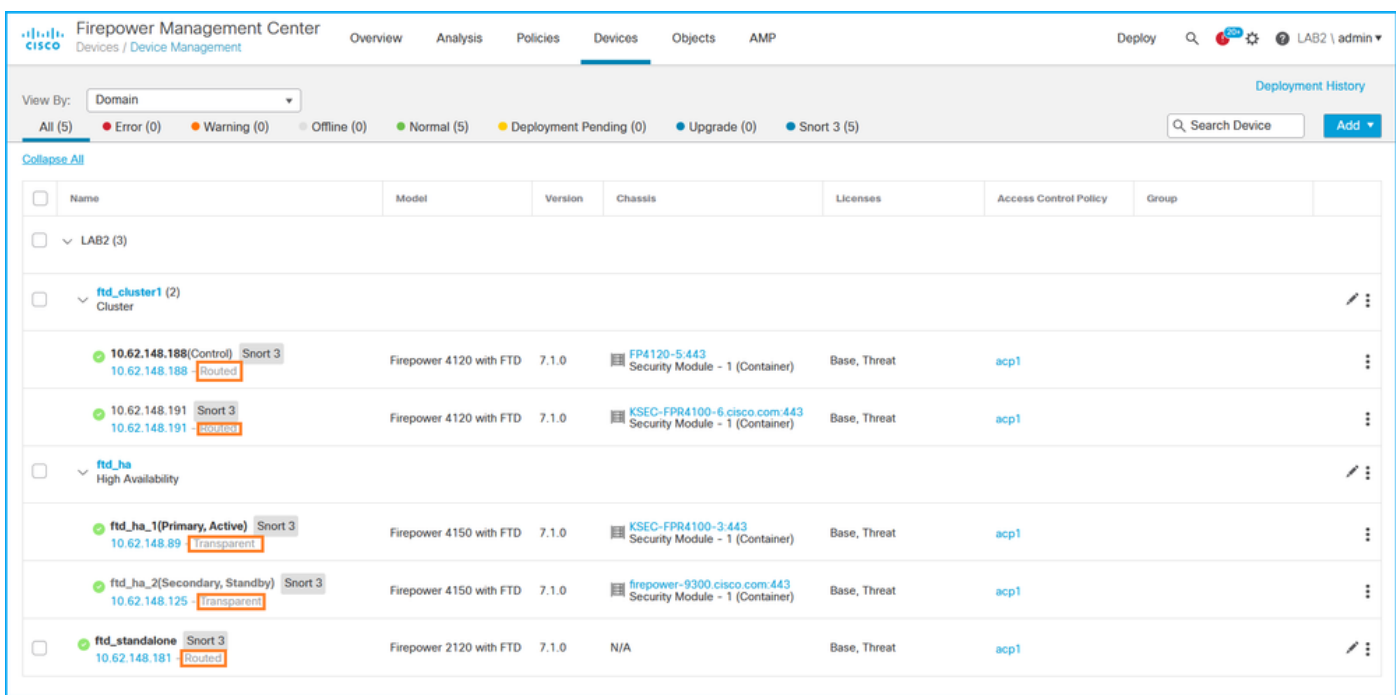 cisco
Firepower Management Center
Devices / Device Management
Overview Analysis Policies Devices Objects AMP
Deploy 20+ LAB2 \ admin
Deployment History
View By: Domain
All (5) Error (0) Warning (0) Offline (0) Normal (5) Deployment Pending (0) Upgrade (0) Snort 3 (5)
Search Device Add
Collapse All
Name Model Version Chassis Licenses Access Control Policy Group
LAB2 (3)
ftd_cluster1 (2)
Cluster
10.62.148.188(Control) Snort 3
10.62.148.188 - Routed
Firepower 4120 with FTD 7.1.0
FP4120-5:443
Security Module - 1 (Container)
Base, Threat acp1
10.62.148.191 Snort 3
10.62.148.191 - Routed
Firepower 4120 with FTD 7.1.0
KSEC-FPR4100-6.cisco.com:443
Security Module - 1 (Container)
Base, Threat acp1
ftd_ha
High Availability
ftd_ha_1(Primary, Active) Snort 3
10.62.148.89 - Transparent
Firepower 4150 with FTD 7.1.0
KSEC-FPR4100-3:443
Security Module - 1 (Container)
Base, Threat acp1
ftd_ha_2(Secondary, Standby) Snort 3
10.62.148.125 - Transparent
Firepower 4150 with FTD 7.1.0
firepower-9300.cisco.com:443
Security Module - 1 (Container)
Base, Threat acp1
ftd_standalone Snort 3
10.62.148.181 - Routed
Firepower 2120 with FTD 7.1.0
N/A
Base, Threat acp1